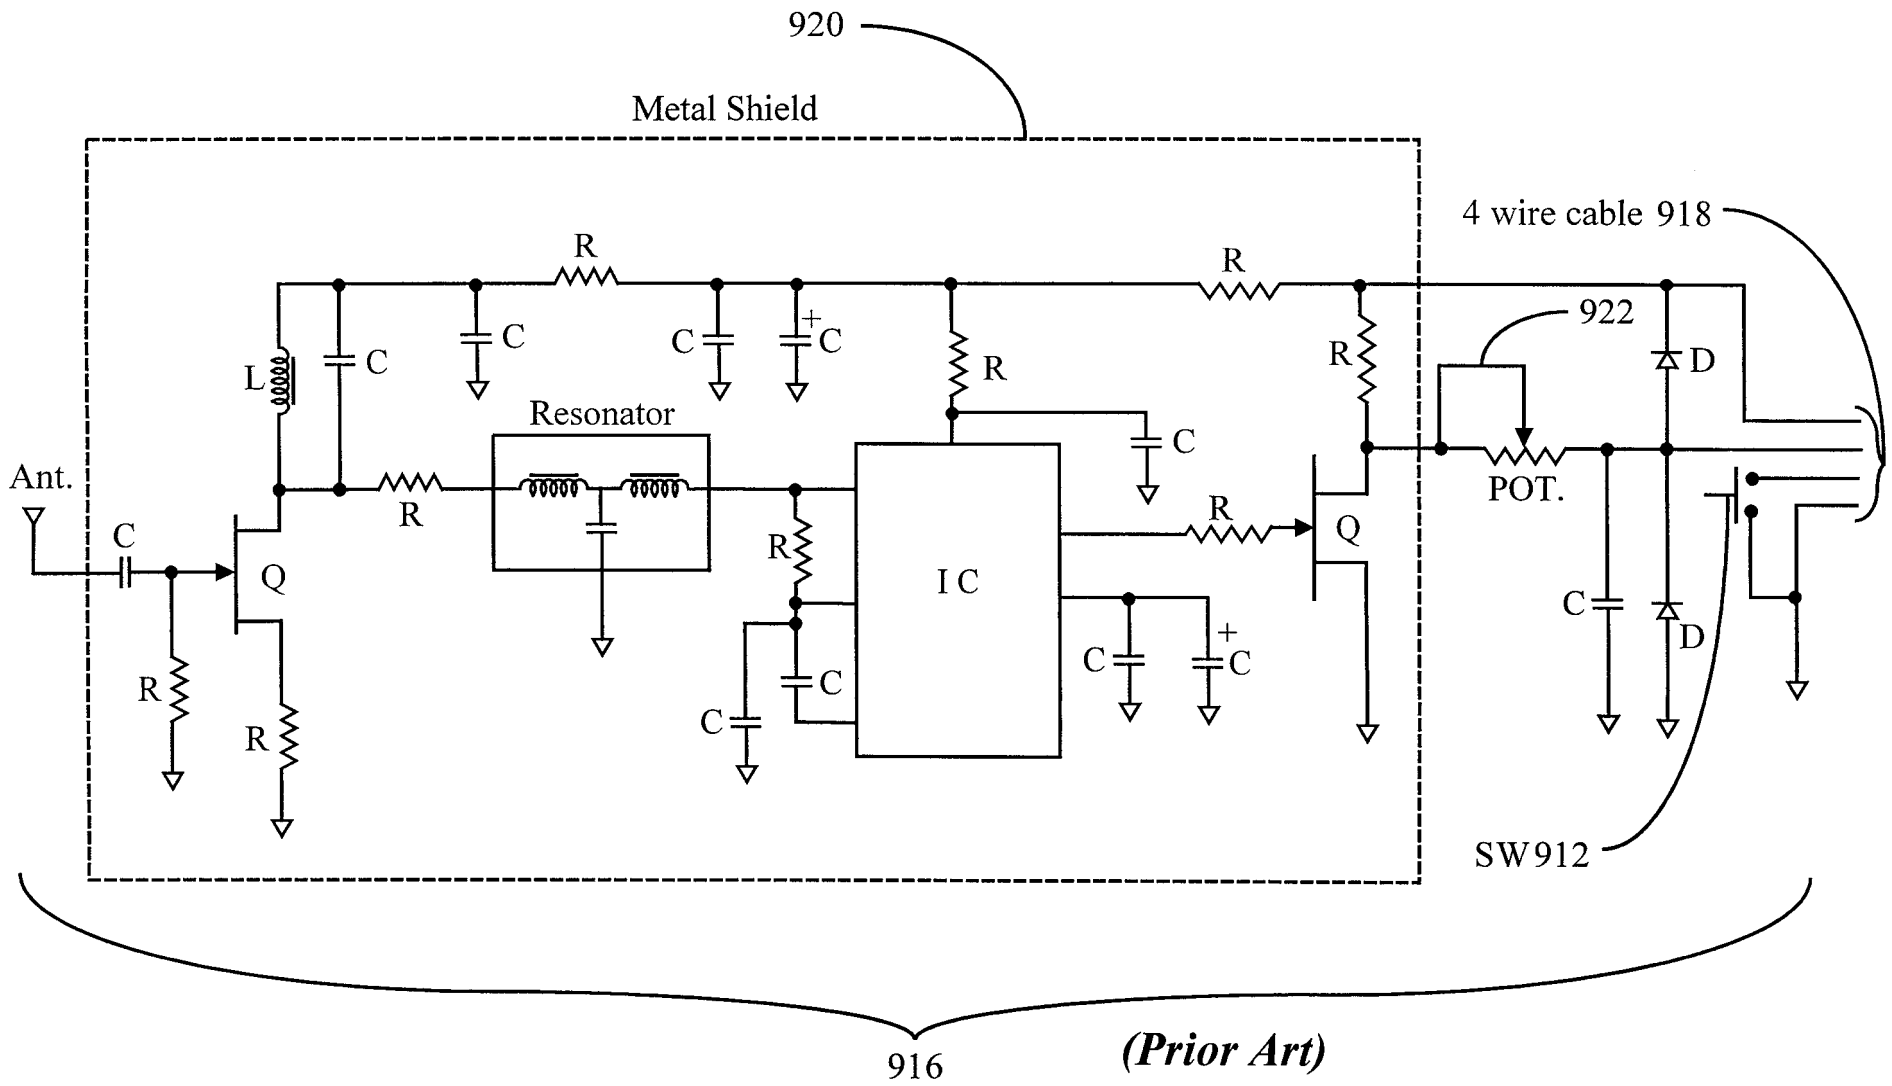 920
Metal Shield
4 wire cable 918
R
R
922
+
C
C
C
R
R
D
L
C
Resonator
C
Ant.
POT.
R
C
R
Q
R
I C
Q
C
+
D
R
C
C
C
C
R
SW912
916
(Prior Art)